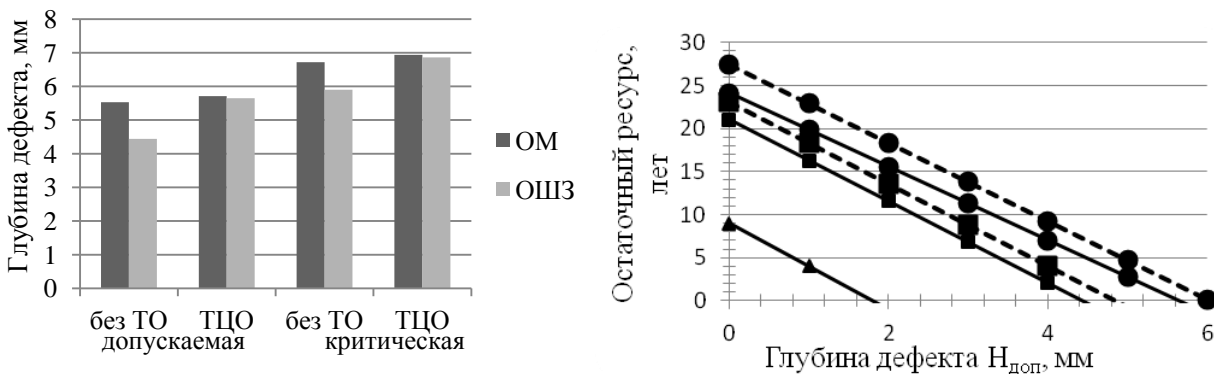 Глубина дефекта, мм
8
7
6
5
4
3
2
1
0
без ТО
ТЦО
без ТО
ТЦО
допускаемая
критическая
ОМ
ОШЗ
Остаточный ресурс,
лет
30
25
20
15
10
5
0
0
2
4
6
Глубина дефекта Hдоп, мм